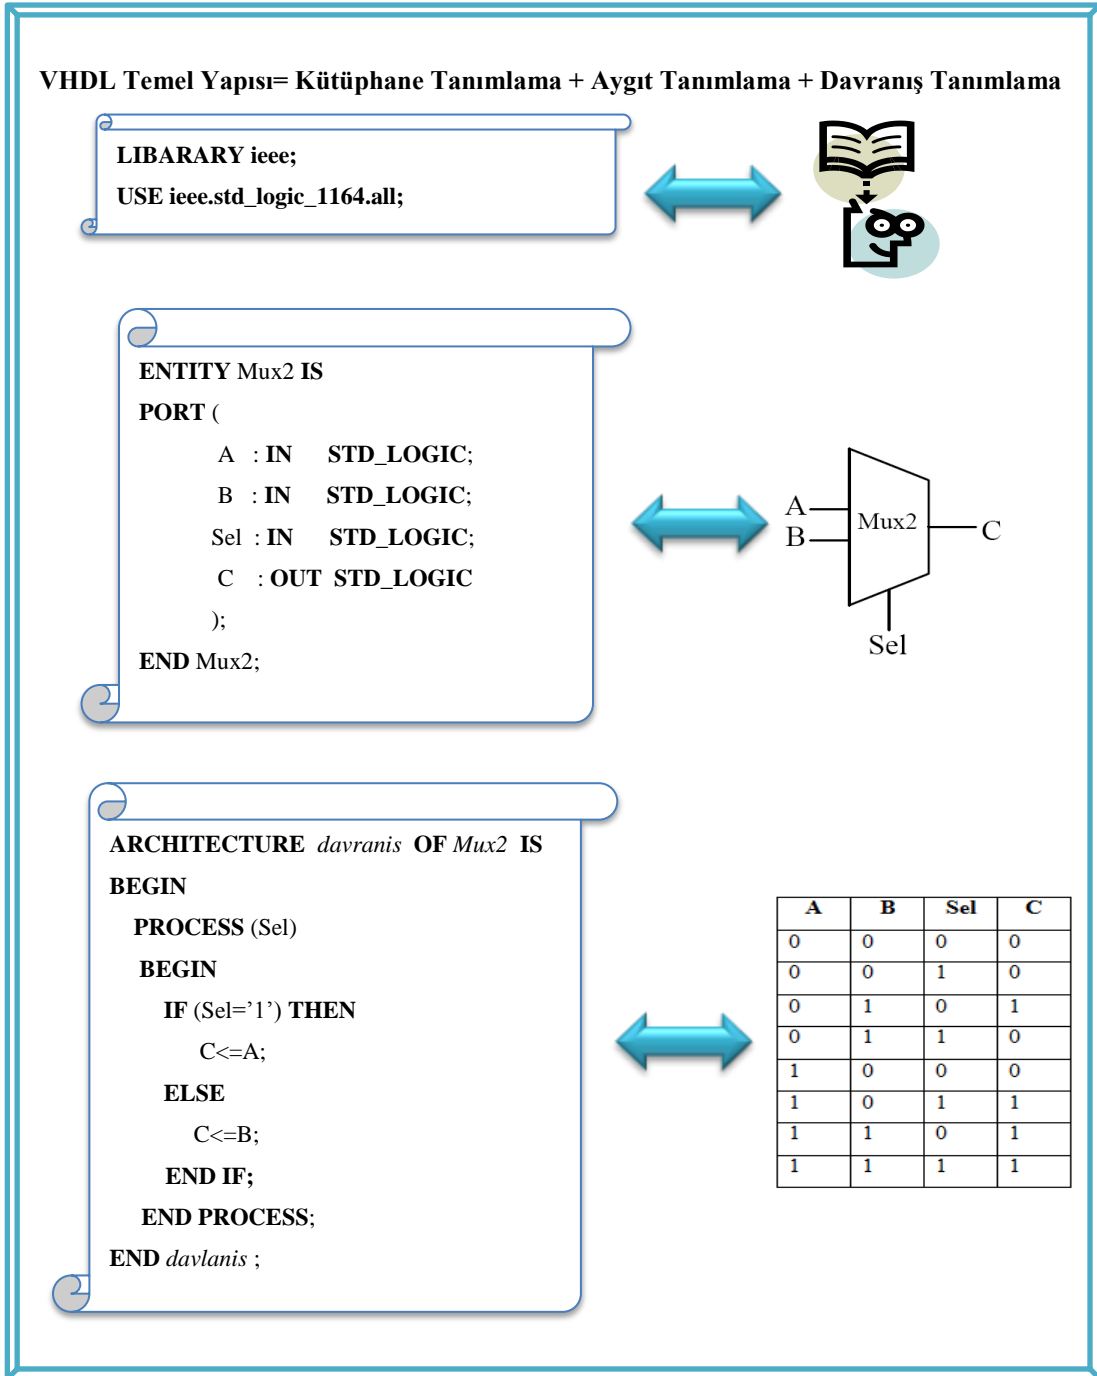 VHDL Temel Yapısı= Kütüphane Tanımlama + Aygıt Tanımlama + Davranış Tanımlama
LIBARARY ieee;
USE ieee.std_logic_1164.all;
ENTITY Mux2 IS
PORT (
A : IN STD_LOGIC;
B : IN STD_LOGIC;
Sel : IN STD_LOGIC;
C : OUT STD_LOGIC
);
END Mux2;
A
B
Mux2
C
Sel
ARCHITECTURE davranis OF Mux2 IS
BEGIN
PROCESS (Sel)
BEGIN
IF (Sel=’1’) THEN
C<=A;
ELSE
C<=B;
END IF;
END PROCESS;
END davlanis ;
A B Sel C
0 0 0 0
0 0 1 0
0 1 0 1
0 1 1 0
1 0 0 0
1 0 1 1
1 1 0 1
1 1 1 1